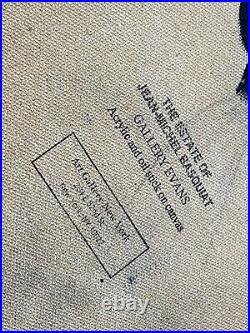 THE ESTATE OF
JEAN-MICHEL BASQUIAT
GALLERY EVANS
Acrylic and oil stick on canvas
Art Gallery New York